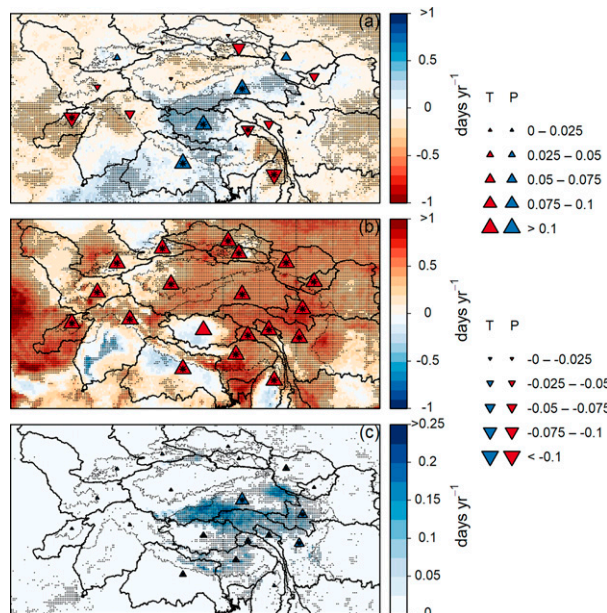 (a)
>1
0.5
0
-0.5
-1
days yr⁻¹
T P
0 – 0.025
0.025 – 0.05
0.05 – 0.075
0.075 – 0.1
> 0.1
(b)
>1
0.5
0
-0.5
-1
days yr⁻¹
T P
-0 – -0.025
-0.025 – -0.05
-0.05 – -0.075
-0.075 – -0.1
< -0.1
(c)
>0.25
0.2
0.15
0.1
0.05
0
days yr⁻¹